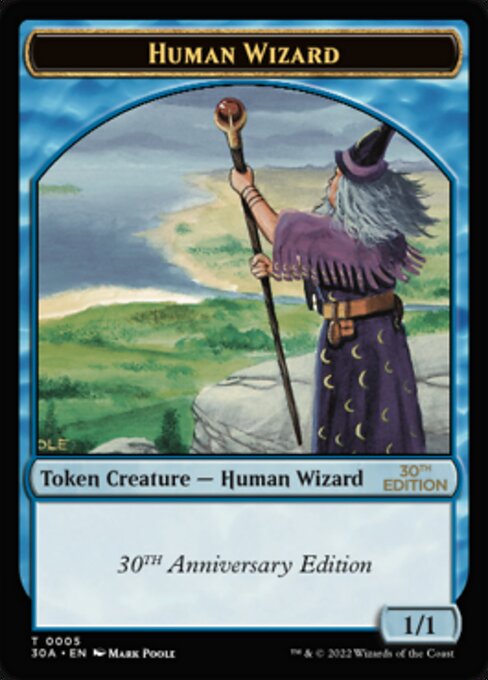 HUMAN WIZARD
OLE
Token Creature — Human Wizard
30TH EDITION
30TH Anniversary Edition
1/1
T 0005
30A • EN MARK POOLE
™ & © 2022 Wizards of the Coast